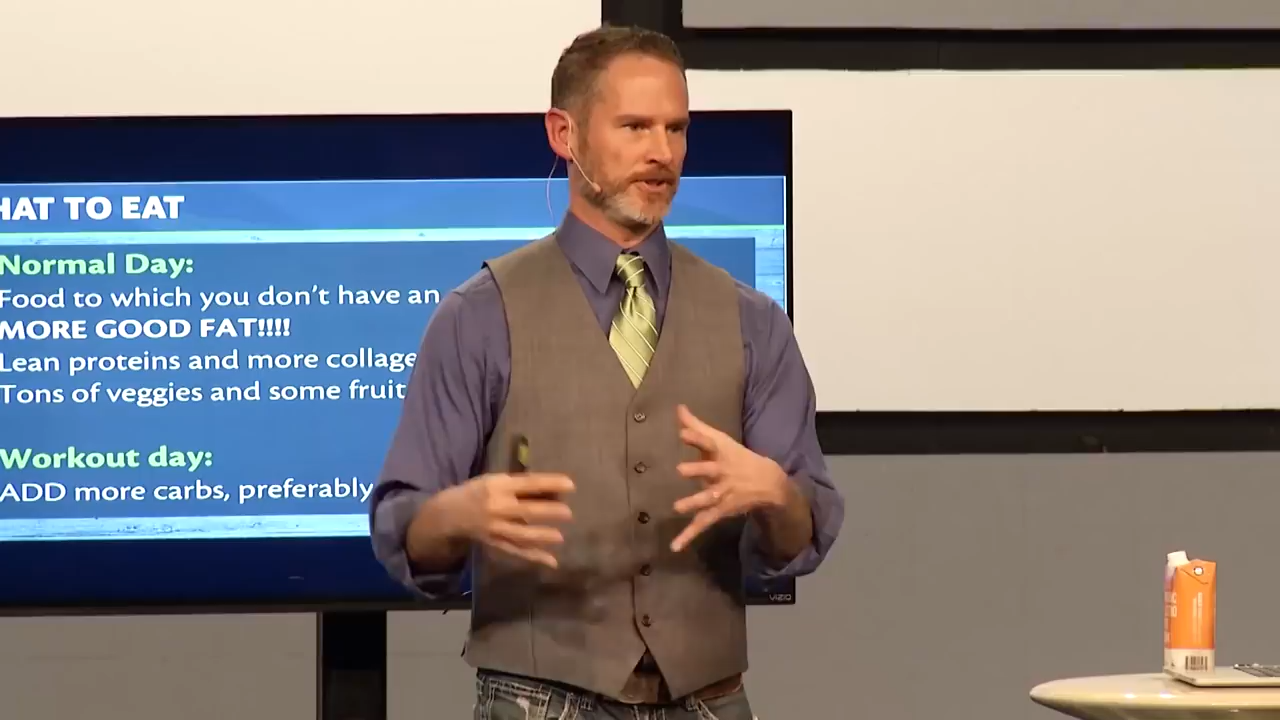 HAT TO EAT
Normal Day:
Food to which you don't have an
MORE GOOD FAT!!!!
Lean proteins and more collage
Tons of veggies and some fruit
Workout day:
ADD more carbs, preferably
VIZIO